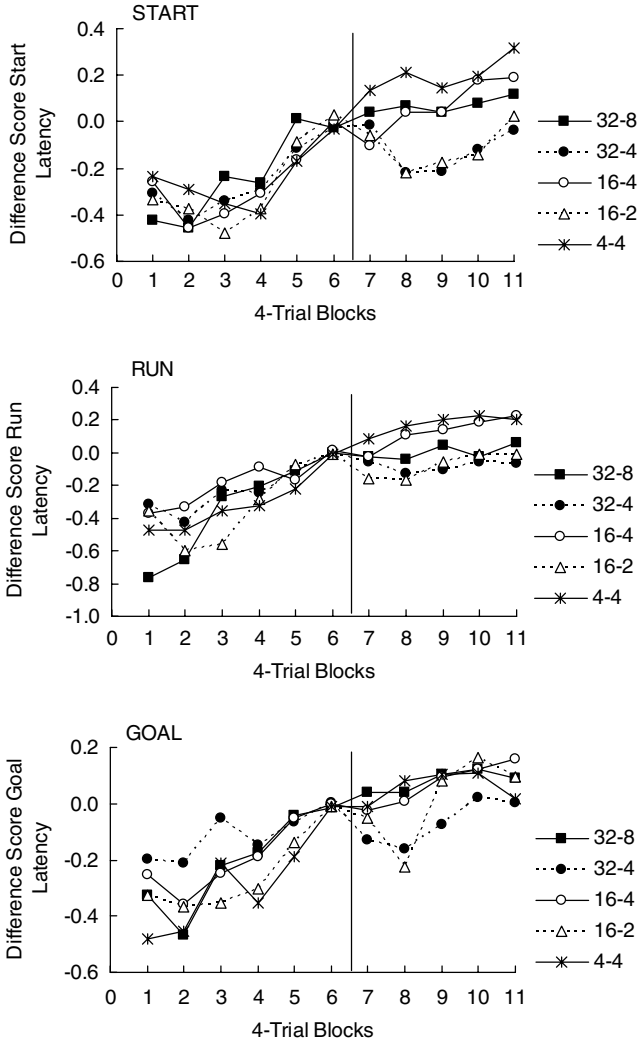 START
0.4
0.2
0.0
-0.2
-0.4
-0.6
Difference Score Start
Latency
0 1 2 3 4 5 6 7 8 9 10 11
4-Trial Blocks
32-8
32-4
16-4
16-2
4-4
RUN
0.4
0.2
0.0
-0.2
-0.4
-0.6
-0.8
-1.0
Difference Score Run
Latency
0 1 2 3 4 5 6 7 8 9 10 11
4-Trial Blocks
32-8
32-4
16-4
16-2
4-4
GOAL
0.2
0.0
-0.2
-0.4
-0.6
Difference Score Goal
Latency
0 1 2 3 4 5 6 7 8 9 10 11
4-Trial Blocks
32-8
32-4
16-4
16-2
4-4